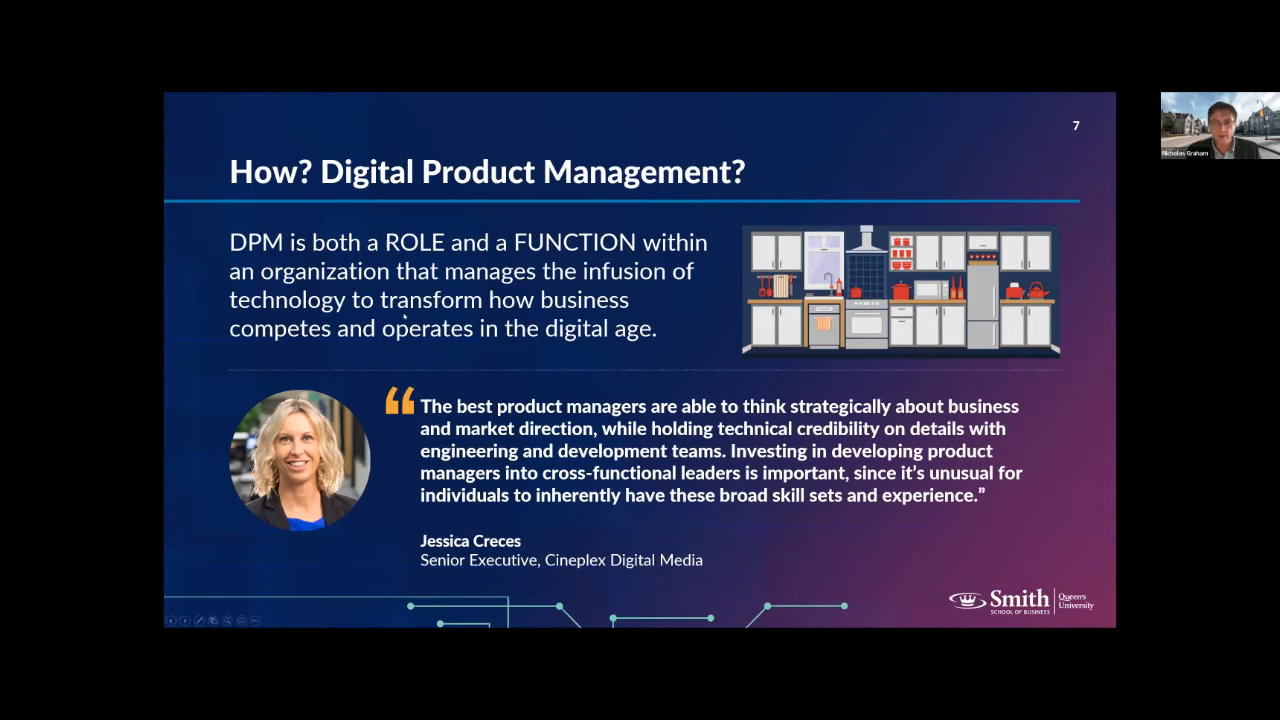 7
Nicholas Graham
How? Digital Product Management?
DPM is both a ROLE and a FUNCTION within
an organization that manages the infusion of
technology to transform how business
competes and operates in the digital age.
“The best product managers are able to think strategically about business
and market direction, while holding technical credibility on details with
engineering and development teams. Investing in developing product
managers into cross-functional leaders is important, since it’s unusual for
individuals to inherently have these broad skill sets and experience.”
Jessica Creces
Senior Executive, Cineplex Digital Media
Smith
SCHOOL OF BUSINESS
Queen's
University